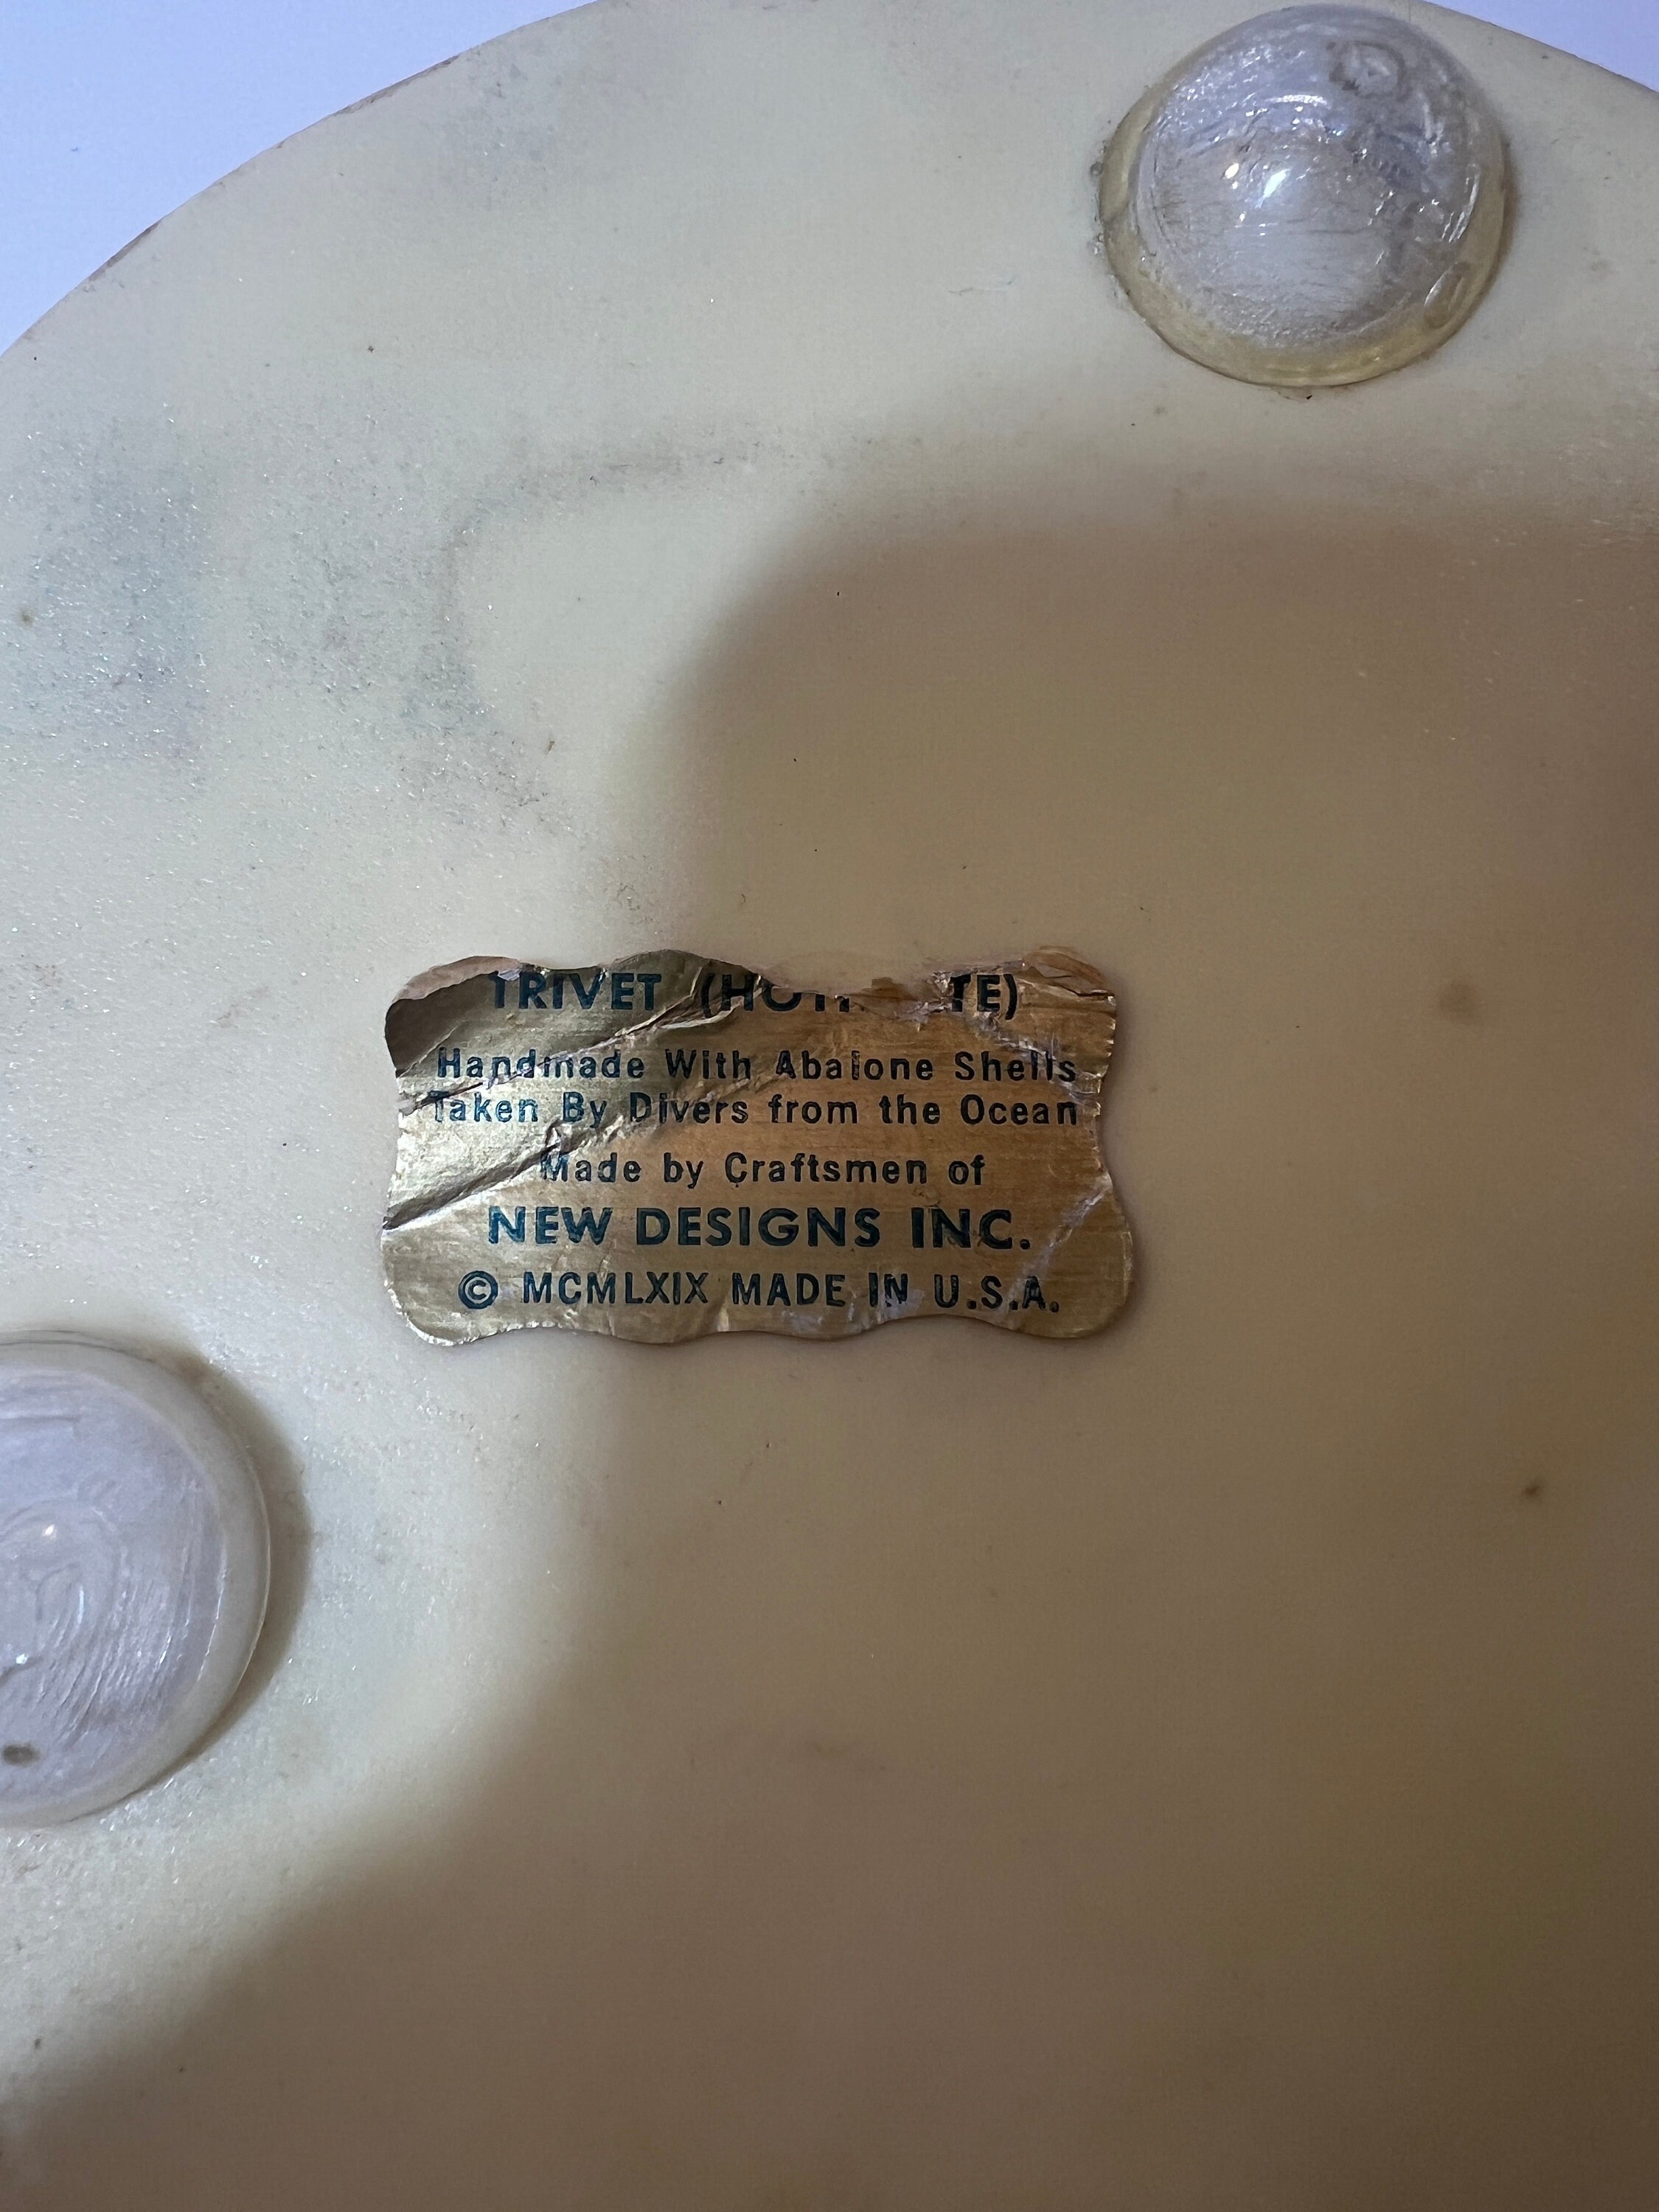 TRIVET
Handmade With Abalone Shells
Taken By Divers from the Ocean
Made by Craftsmen of
NEW DESIGNS INC.
© MCMLXIX MADE IN U.S.A.